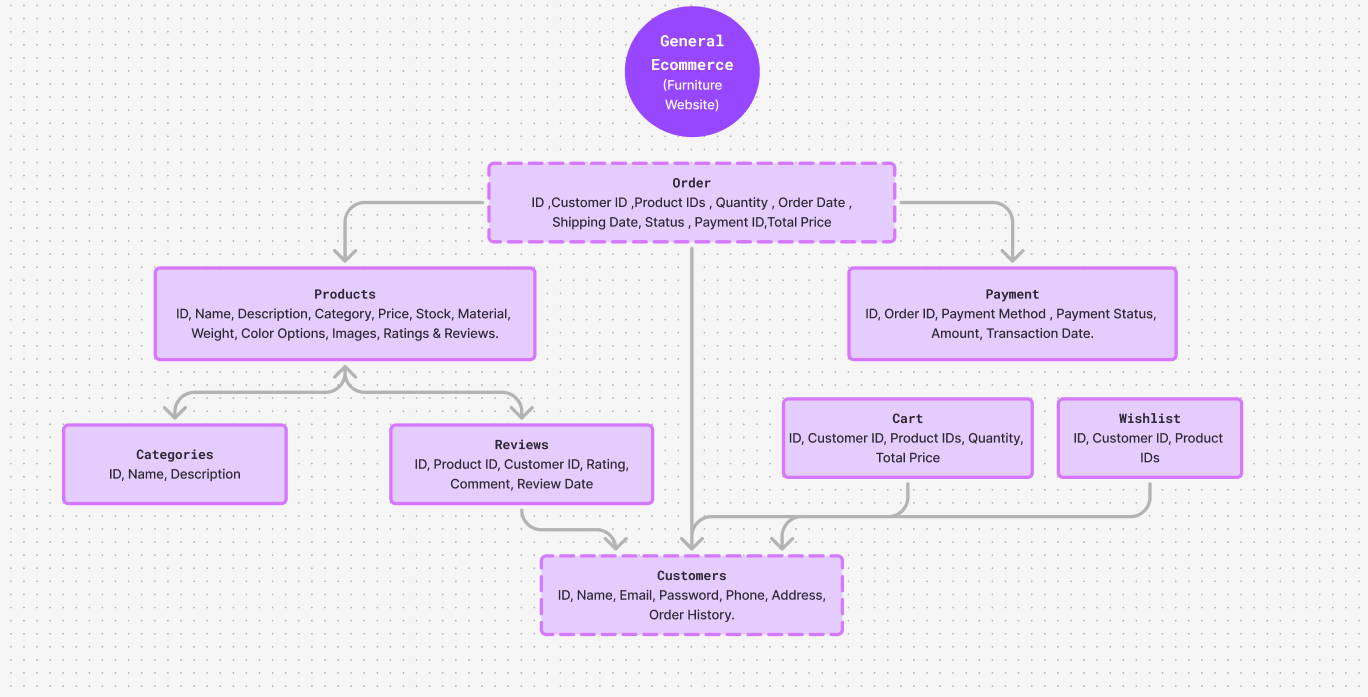 General
Ecommerce
(Furniture
Website)
Order
ID ,Customer ID ,Product IDs , Quantity , Order Date ,
Shipping Date, Status , Payment ID,Total Price
Products
ID, Name, Description, Category, Price, Stock, Material,
Weight, Color Options, Images, Ratings & Reviews.
Payment
ID, Order ID, Payment Method , Payment Status,
Amount, Transaction Date.
Categories
ID, Name, Description
Reviews
ID, Product ID, Customer ID, Rating,
Comment, Review Date
Cart
ID, Customer ID, Product IDs, Quantity,
Total Price
Wishlist
ID, Customer ID, Product
IDs
Customers
ID, Name, Email, Password, Phone, Address,
Order History.